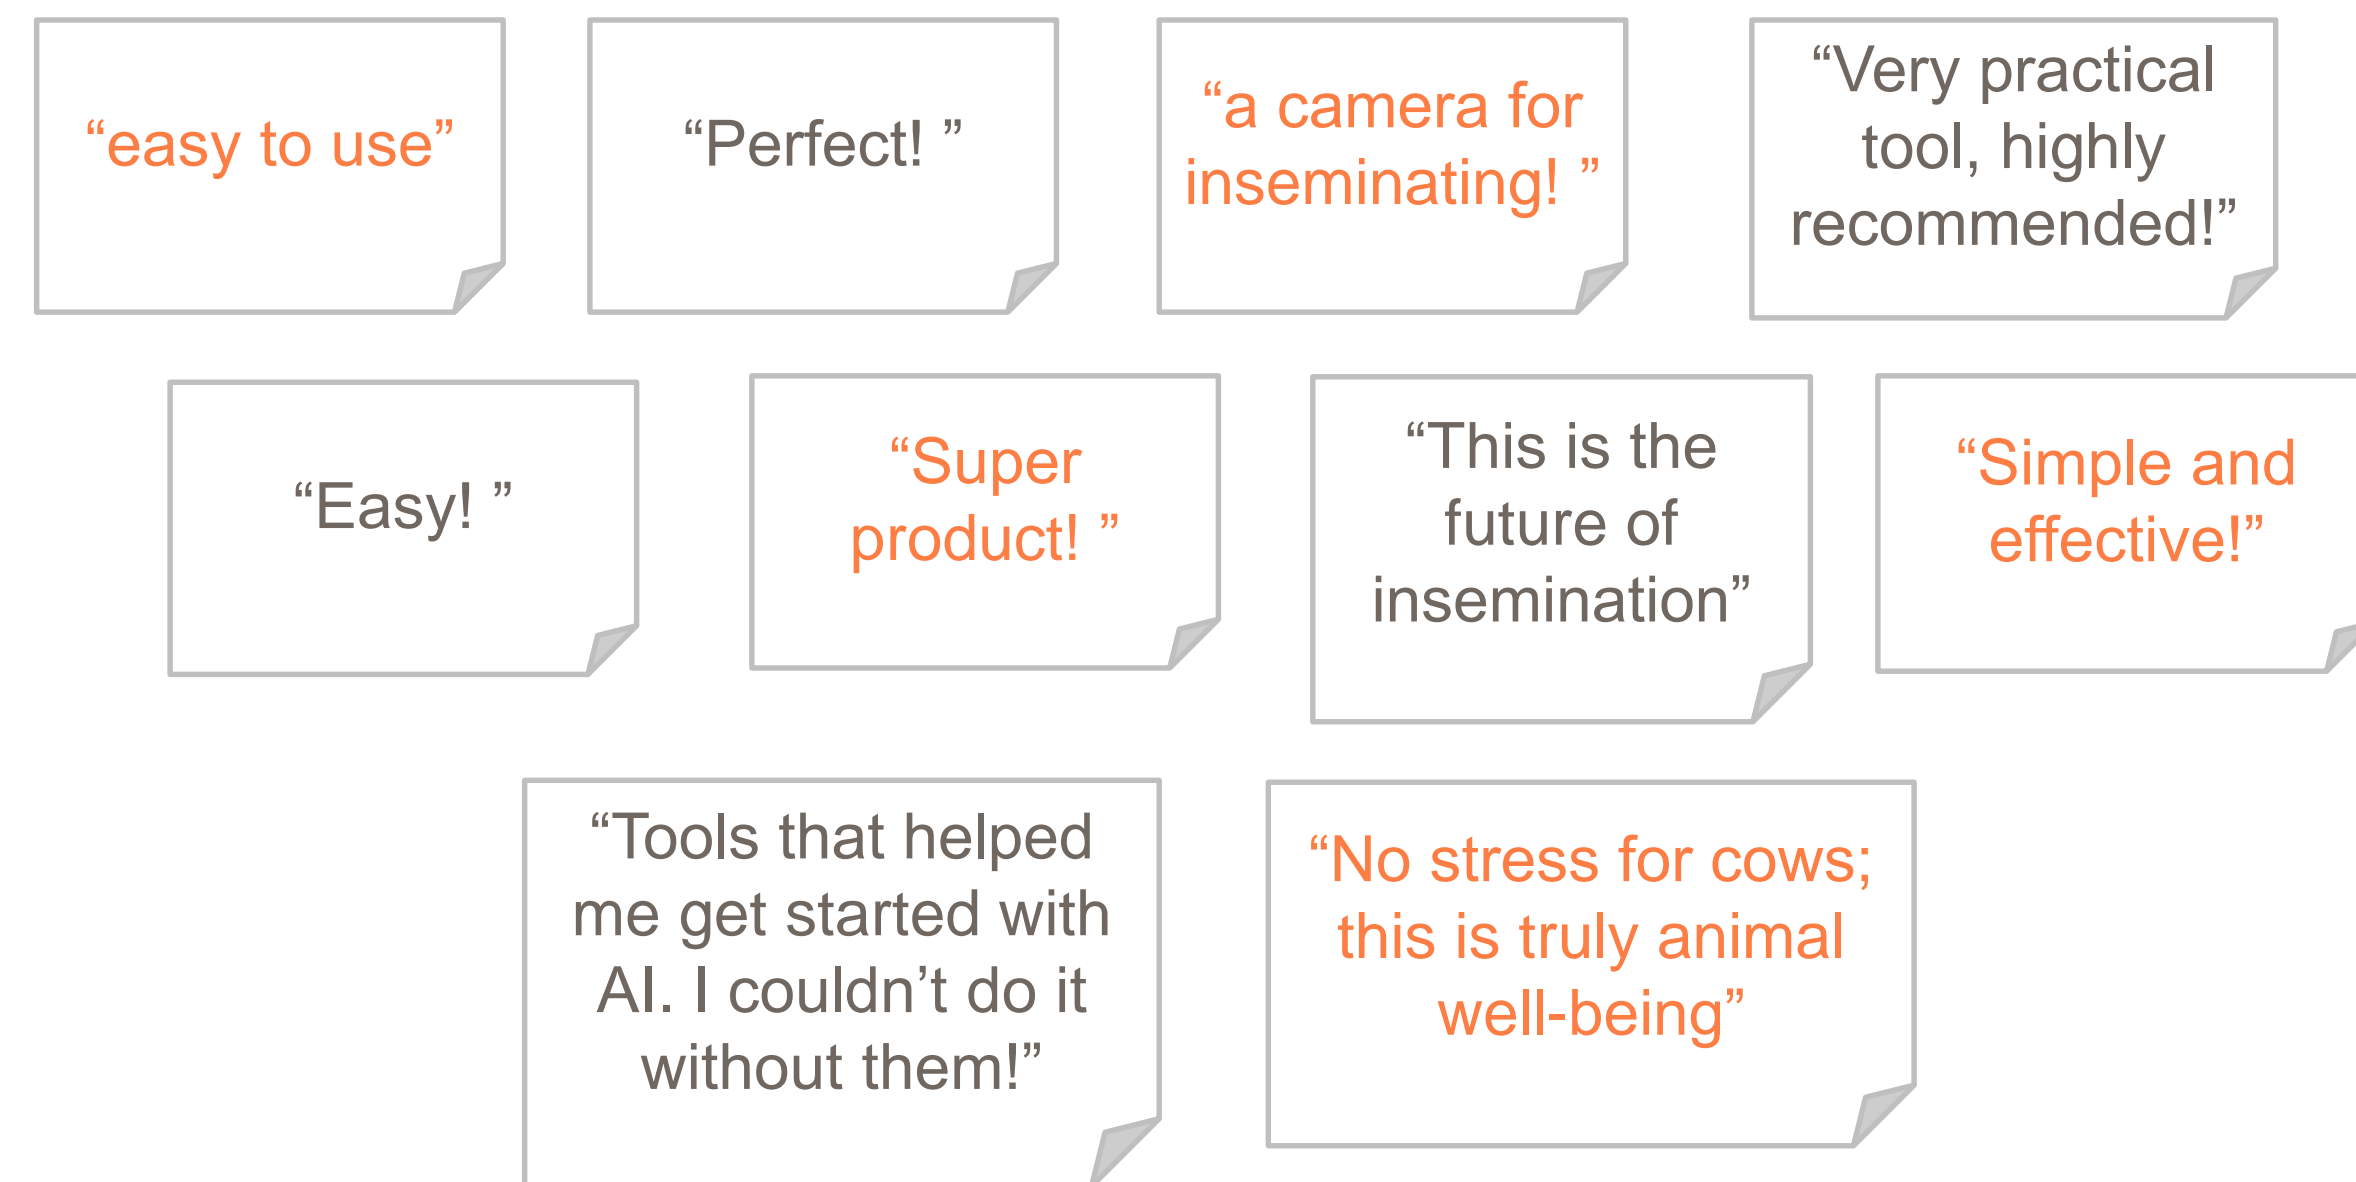 “easy to use”
“Perfect! ”
“a camera for
inseminating! ”
“Very practical
tool, highly
recommended!”
“Easy! ”
“Super
product! ”
“This is the
future of
insemination”
“Simple and
effective!”
“Tools that helped
me get started with
AI. I couldn’t do it
without them!”
“No stress for cows;
this is truly animal
well-being”